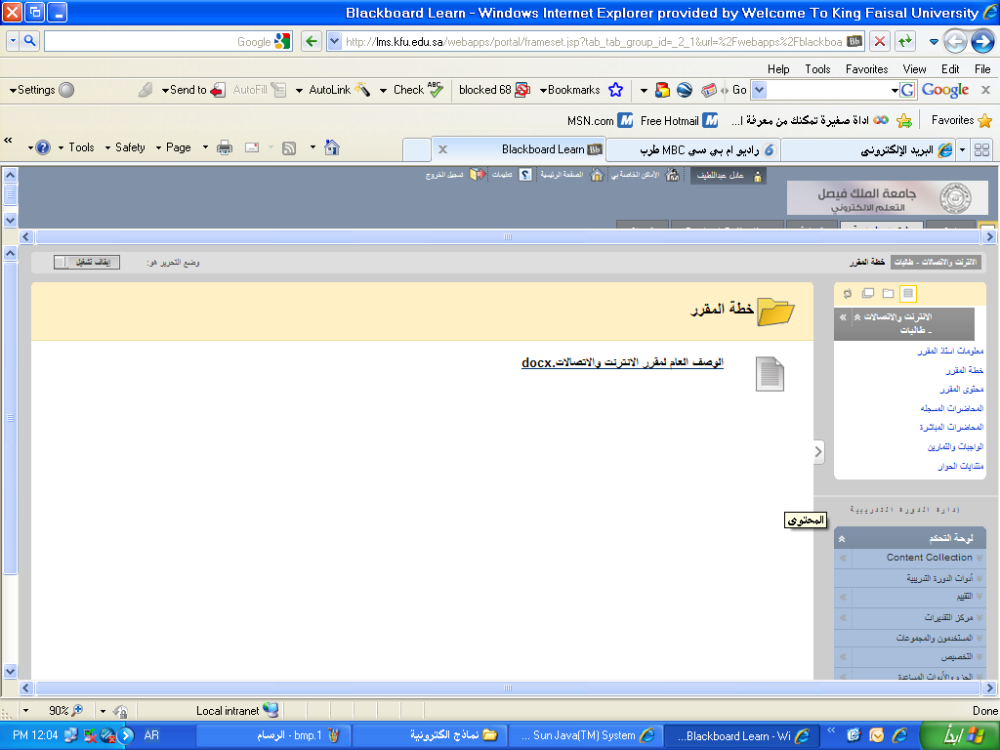 Blackboard Learn - Windows Internet Explorer provided by Welcome To King Faisal University
Google
http://lms.kfu.edu.sa/webapps/portal/frameset.jsp?tab_tab_group_id=_2_1&url=%2Fwebapps%2Fblackboa
Help Tools Favorites View Edit File
Settings Send to AutoFill AutoLink Check blocked 68 Bookmarks Go Google
MSN.com Free Hotmail اداة صغيرة تمكنك من معرفة ا... Favorites
Tools Safety Page Blackboard Learn راديو ام بي سي MBC طرب البريد الإلكتروني
عادل عبداللطيف الأماكن الخاصة بي الصفحة الرئيسية تعليمات تسجيل الخروج
جامعة الملك فيصل
التعلم الالكتروني
الانترنت والاتصالات - طالبات خطة المقرر
وضع التحرير هو: إيقاف تشغيل
خطة المقرر
الوصف العام لمقرر الانترنت والاتصالات.docx
الانترنت والاتصالات
- طالبات
معلومات استاذ المقرر
خطة المقرر
محتوى المقرر
المحاضرات المسجله
المحاضرات المباشرة
الواجبات والتمارين
منتديات الحوار
إدارة الدورة التدريبية
المحتوى
لوحة التحكم
Content Collection
أدوات الدورة التدريبية
التقييم
مركز التقديرات
المستخدمون والمجموعات
التخصيص
الحزم والأدوات المساعدة
90% Local intranet Done
PM 12:04 AR 1.bmp - الرسام نماذج الكترونية Sun Java(TM) System ... Blackboard Learn - Wi... ابدأ